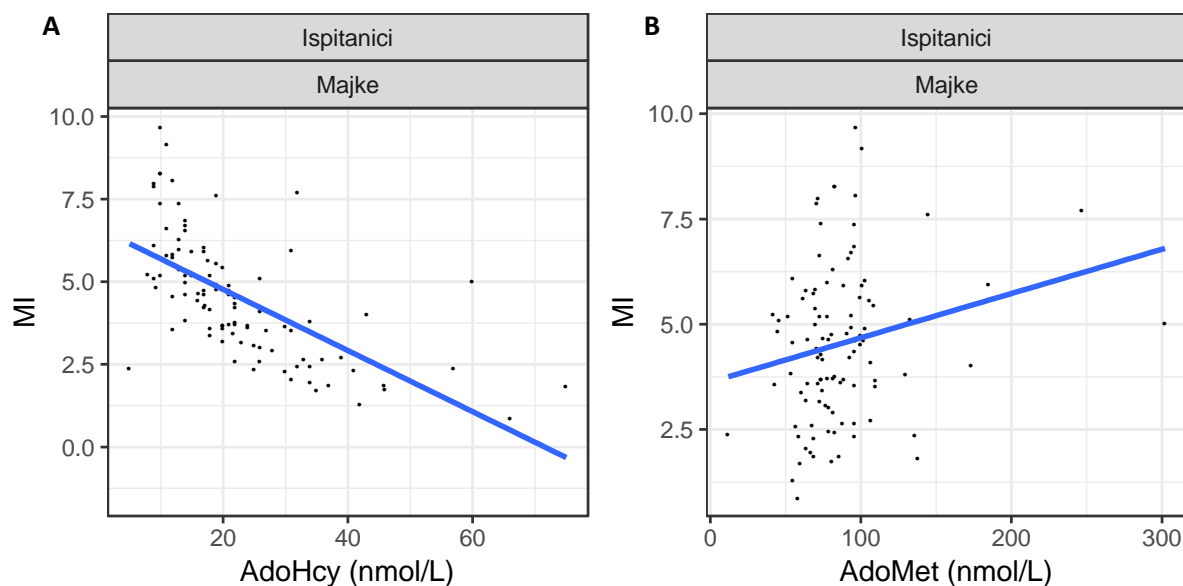 A
Ispitanici
Majke
10.0
7.5
5.0
2.5
0.0
MI
20
40
60
AdoHcy (nmol/L)
B
Ispitanici
Majke
10.0
7.5
5.0
2.5
MI
0
100
200
300
AdoMet (nmol/L)